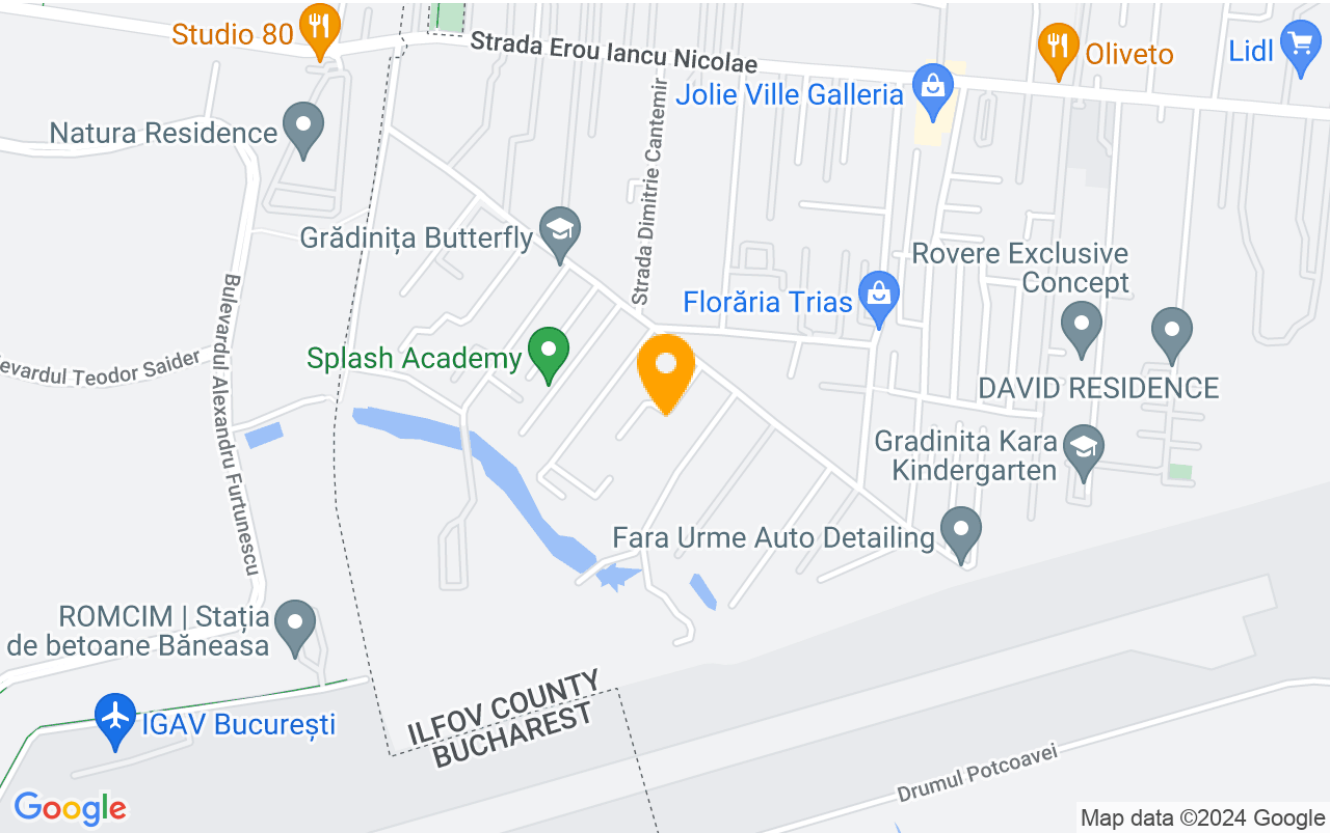 Studio 80
Strada Erou Iancu Nicolae
Oliveto
Lidl
Jolie Ville Galleria
Natura Residence
Strada Dimitrie Cantemir
Grădinița Butterfly
Rovere Exclusive
Concept
Florăria Trias
Bulevardul Alexandru Furtunescu
levardul Teodor Saider
Splash Academy
DAVID RESIDENCE
Gradinita Kara
Kindergarten
Fara Urme Auto Detailing
ROMCIM | Stația
de betoane Băneasa
ILFOV COUNTY
BUCHAREST
IGAV București
Drumul Potcoavei
Google
Map data ©2024 Google